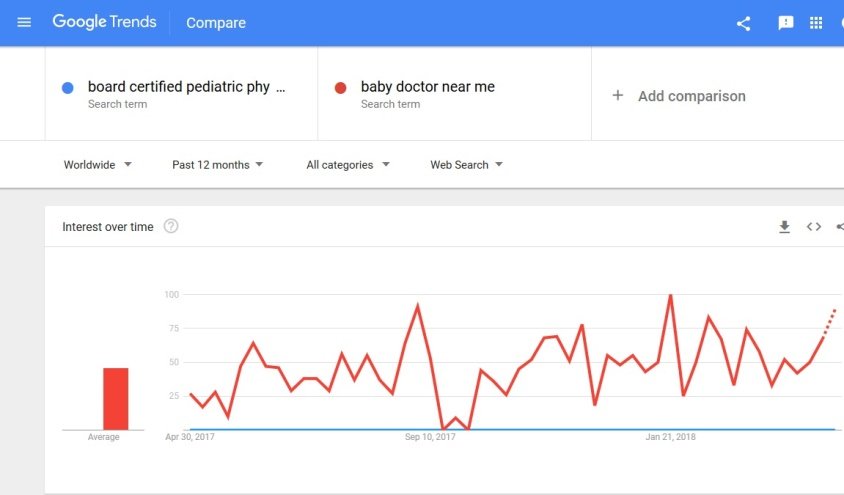 Google Trends Compare
board certified pediatric phy ...
Search term
baby doctor near me
Search term
+ Add comparison
Worldwide Past 12 months All categories Web Search
Interest over time ?
100
75
50
25
Average
Apr 30, 2017 Sep 10, 2017 Jan 21, 2018